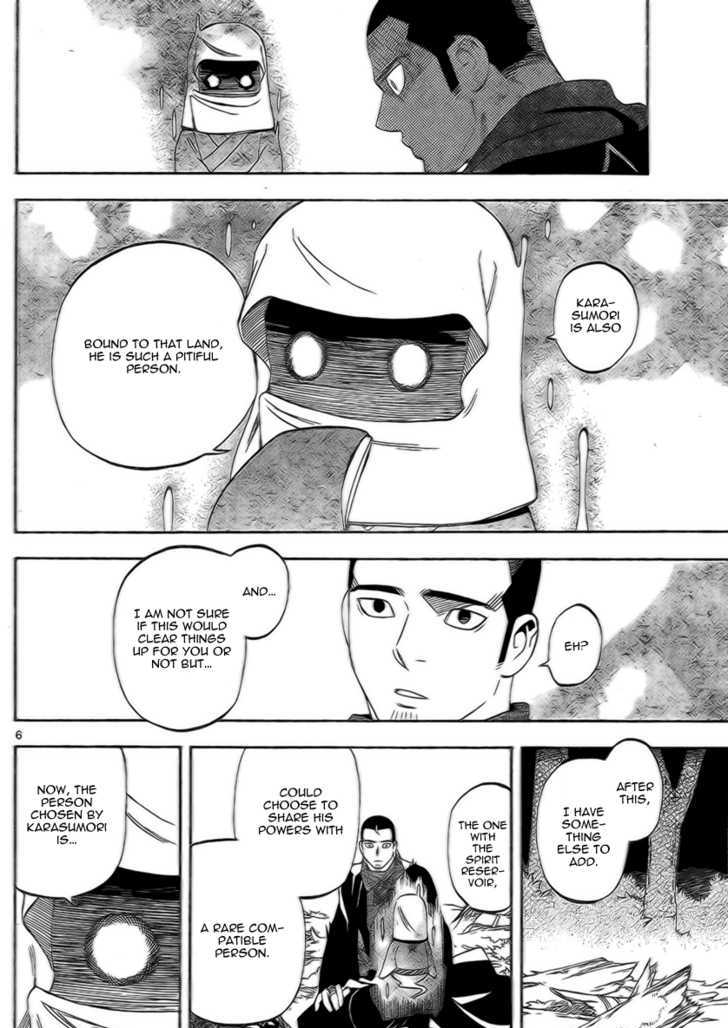 KARA-
SUMORI
IS ALSO
BOUND TO THAT LAND,
HE IS SUCH A PITIFUL
PERSON.
EH?
AND...
I AM NOT SURE
IF THIS WOULD
CLEAR THINGS
UP FOR YOU OR
NOT BUT...
6
AFTER
THIS,
I HAVE
SOME-
THING
ELSE TO
ADD.
THE ONE
WITH
THE SPIRIT
RESER-
VOIR,
COULD
CHOOSE TO
SHARE HIS
POWERS WITH
A RARE COM-
PATIBLE
PERSON.
NOW, THE
PERSON
CHOSEN BY
KARASUMORI
IS...